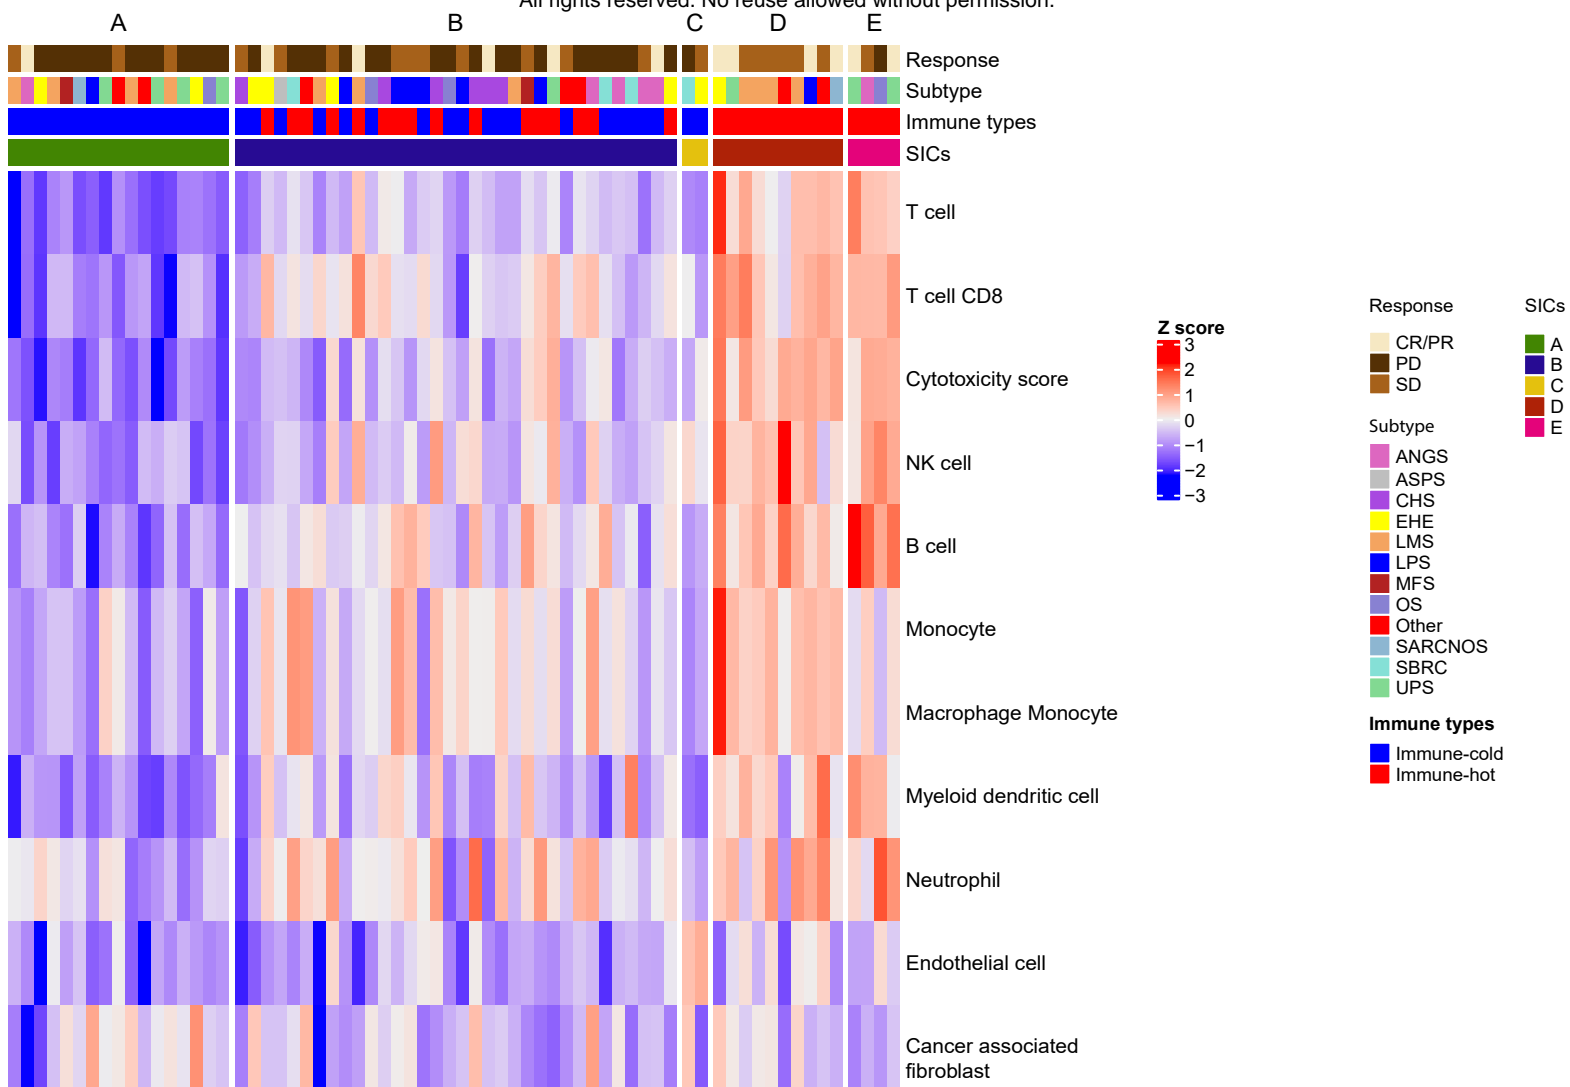 All rights reserved. No reuse allowed without permission.
A B C D E
Response
Subtype
Immune types
SICs
T cell
T cell CD8
Cytotoxicity score
NK cell
B cell
Monocyte
Macrophage Monocyte
Myeloid dendritic cell
Neutrophil
Endothelial cell
Cancer associated
fibroblast
Z score
3
2
1
0
−1
−2
−3
Response
CR/PR
PD
SD
Subtype
ANGS
ASPS
CHS
EHE
LMS
LPS
MFS
OS
Other
SARCNOS
SBRC
UPS
Immune types
Immune-cold
Immune-hot
SICs
A
B
C
D
E